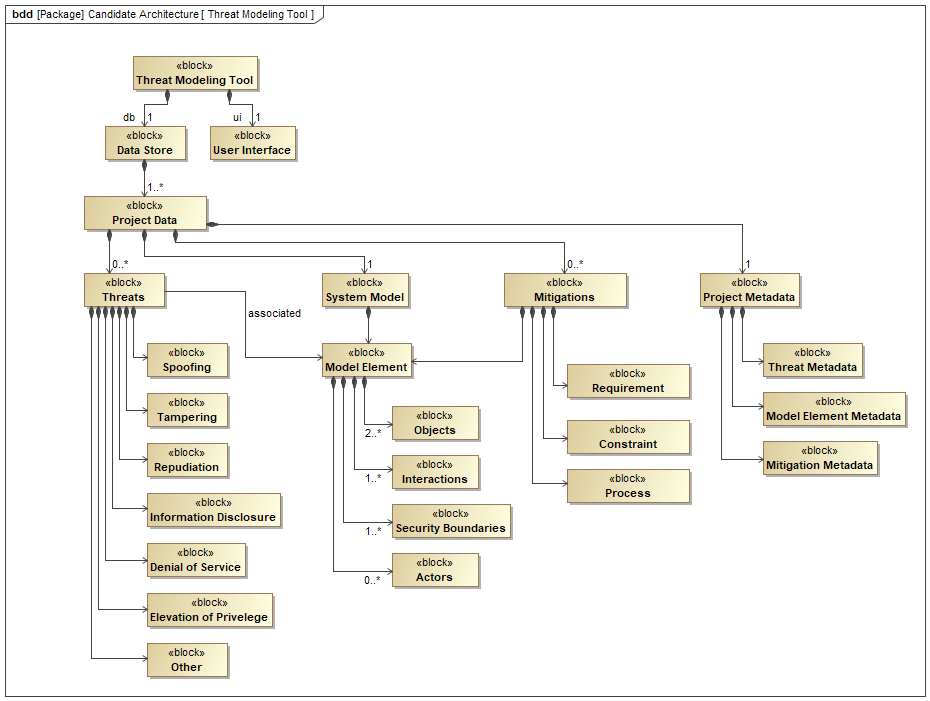 bdd [Package] Candidate Architecture [ Threat Modeling Tool ]
«block»
Threat Modeling Tool
db 1
ui 1
«block»
Data Store
«block»
User Interface
1..*
«block»
Project Data
0..*
1
0..*
1
«block»
Threats
«block»
System Model
«block»
Mitigations
«block»
Project Metadata
associated
«block»
Spoofing
«block»
Tampering
«block»
Repudiation
«block»
Information Disclosure
«block»
Denial of Service
«block»
Elevation of Privelege
«block»
Other
«block»
Model Element
«block»
Objects
2..*
«block»
Interactions
1..*
«block»
Security Boundaries
1..*
«block»
Actors
0..*
«block»
Requirement
«block»
Constraint
«block»
Process
«block»
Threat Metadata
«block»
Model Element Metadata
«block»
Mitigation Metadata